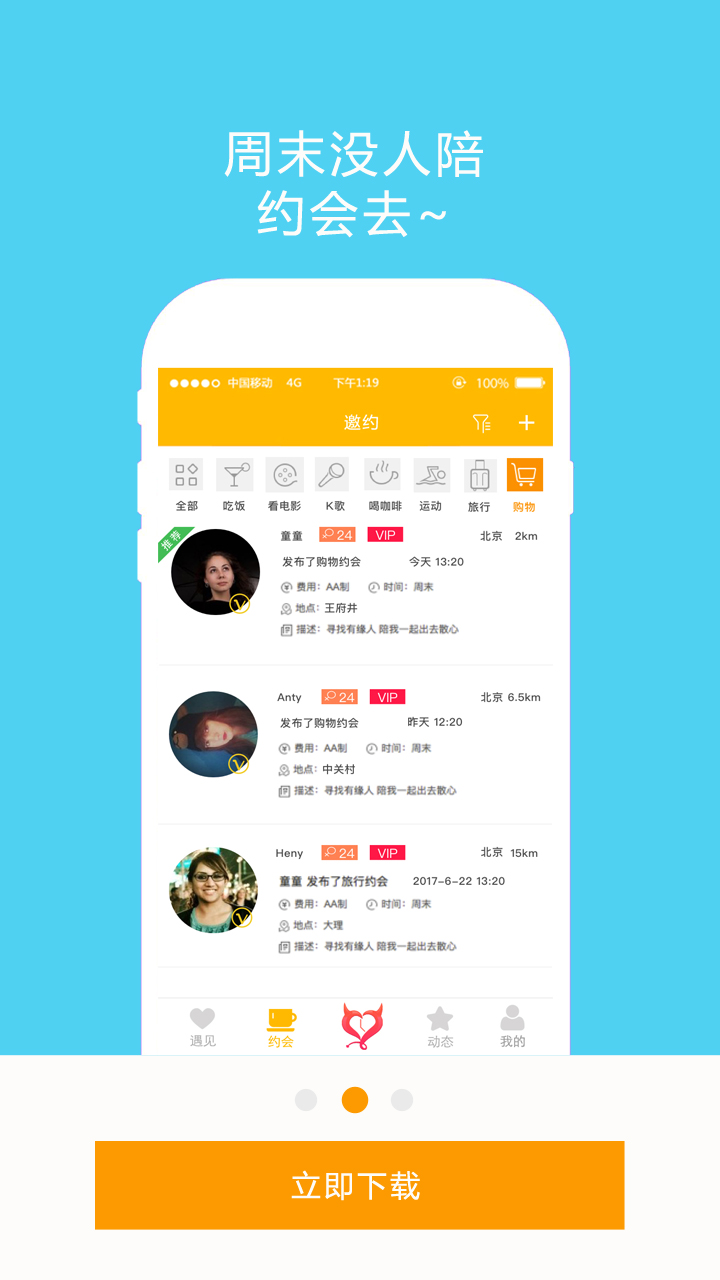 周末没人陪
约会去~
中国移动 4G 下午1:19 100%
邀约
全部 吃饭 看电影 K歌 喝咖啡 运动 旅行 购物
推荐
童童 24 VIP 北京 2km
发布了购物约会 今天 13:20
费用：AA制 时间：周末
地点：王府井
描述：寻找有缘人 陪我一起出去散心
Anty 24 VIP 北京 6.5km
发布了购物约会 昨天 12:20
费用：AA制 时间：周末
地点：中关村
描述：寻找有缘人 陪我一起出去散心
Heny 24 VIP 北京 15km
童童 发布了旅行约会 2017-6-22 13:20
费用：AA制 时间：周末
地点：大理
描述：寻找有缘人 陪我一起出去散心
遇见 约会 动态 我的
立即下载